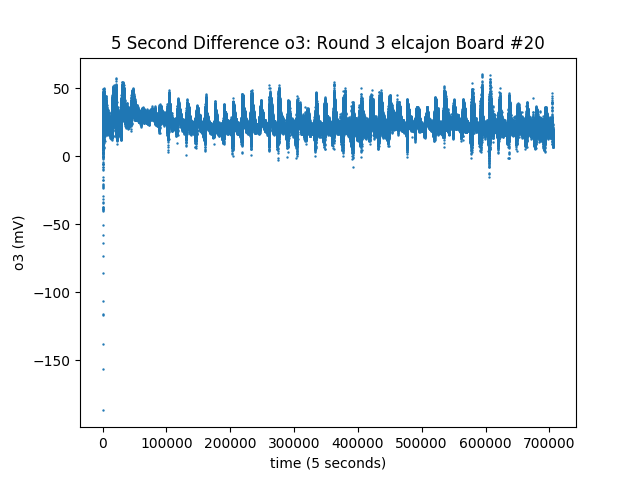 5 Second Difference o3: Round 3 elcajon Board #20
o3 (mV)
50
0
−50
−100
−150
0 100000 200000 300000 400000 500000 600000 700000
time (5 seconds)